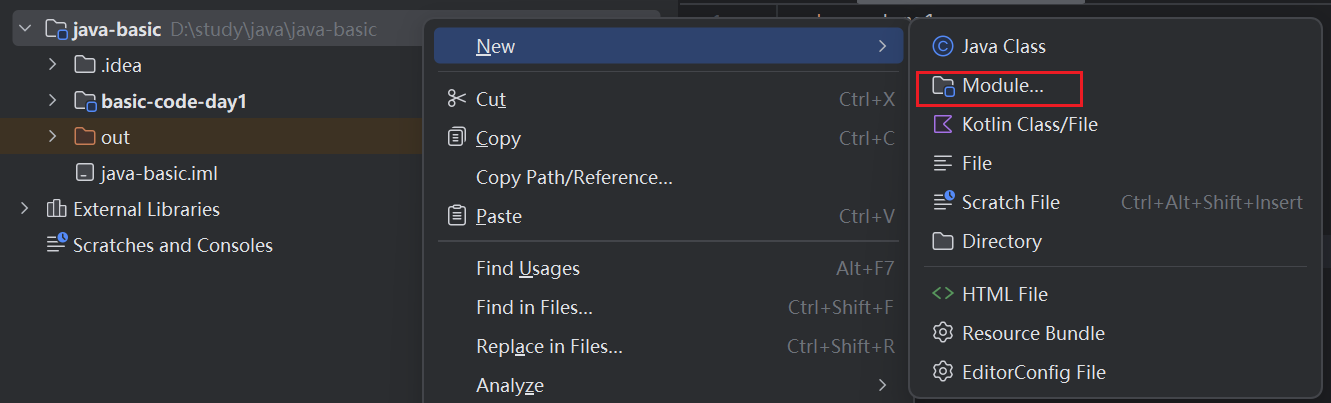 java-basic D:\study\java\java-basic
.idea
basic-code-day1
out
java-basic.iml
External Libraries
Scratches and Consoles
New
Cut Ctrl+X
Copy Ctrl+C
Copy Path/Reference...
Paste Ctrl+V
Find Usages Alt+F7
Find in Files... Ctrl+Shift+F
Replace in Files... Ctrl+Shift+R
Analyze
Java Class
Module...
Kotlin Class/File
File
Scratch File Ctrl+Alt+Shift+Insert
Directory
HTML File
Resource Bundle
EditorConfig File